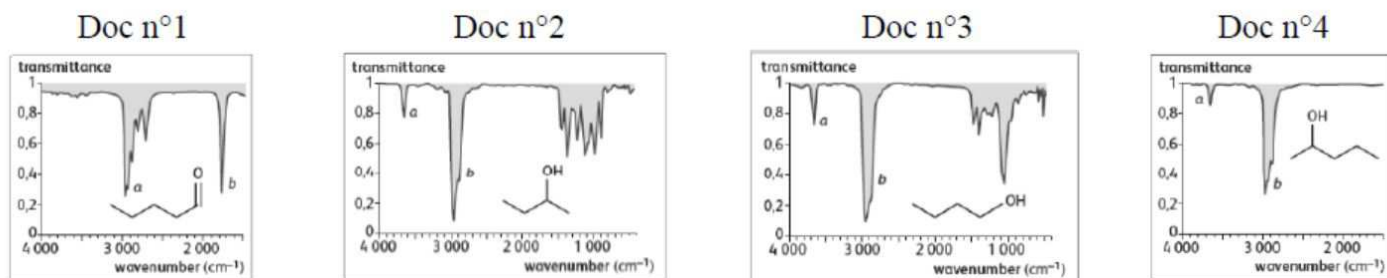 Doc n°1
transmittance
1
0,8
0,6
0,4
0,2
0
a
b
O
4 000 3 000 2 000
wavenumber (cm⁻¹)
Doc n°2
transmittance
1
0,8
0,6
0,4
0,2
0
a
b
OH
4 000 3 000 2 000 1 000
wavenumber (cm⁻¹)
Doc n°3
transmittance
1
0,8
0,6
0,4
0,2
0
a
b
OH
4 000 3 000 2 000 1 000
wavenumber (cm⁻¹)
Doc n°4
transmittance
1
0,8
0,6
0,4
0,2
0
a
OH
b
4 000 3 000 2 000
wavenumber (cm⁻¹)